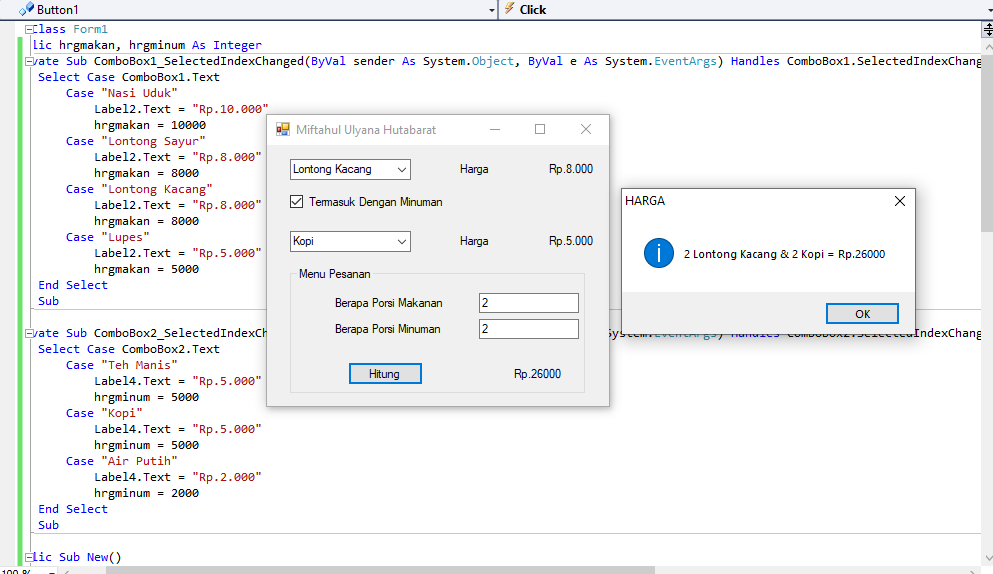 Button1
Click
Class Form1
lic hrgmakan, hrgminum As Integer
vate Sub ComboBox1_SelectedIndexChanged(ByVal sender As System.Object, ByVal e As System.EventArgs) Handles ComboBox1.SelectedIndexChang
Select Case ComboBox1.Text
Case "Nasi Uduk"
Label2.Text = "Rp.10.000"
hrgmakan = 10000
Case "Lontong Sayur"
Label2.Text = "Rp.8.000"
hrgmakan = 8000
Case "Lontong Kacang"
Label2.Text = "Rp.8.000"
hrgmakan = 8000
Case "Lupes"
Label2.Text = "Rp.5.000"
hrgmakan = 5000
End Select
Sub
vate Sub ComboBox2_SelectedIndexCh
System.EventArgs) Handles ComboBox2.SelectedIndexChang
Select Case ComboBox2.Text
Case "Teh Manis"
Label4.Text = "Rp.5.000"
hrgminum = 5000
Case "Kopi"
Label4.Text = "Rp.5.000"
hrgminum = 5000
Case "Air Putih"
Label4.Text = "Rp.2.000"
hrgminum = 2000
End Select
Sub
lic Sub New()
100 %
Miftahul Ulyana Hutabarat
Lontong Kacang Harga Rp.8.000
Termasuk Dengan Minuman
Kopi Harga Rp.5.000
Menu Pesanan
Berapa Porsi Makanan 2
Berapa Porsi Minuman 2
Hitung Rp.26000
HARGA
2 Lontong Kacang & 2 Kopi = Rp.26000
OK